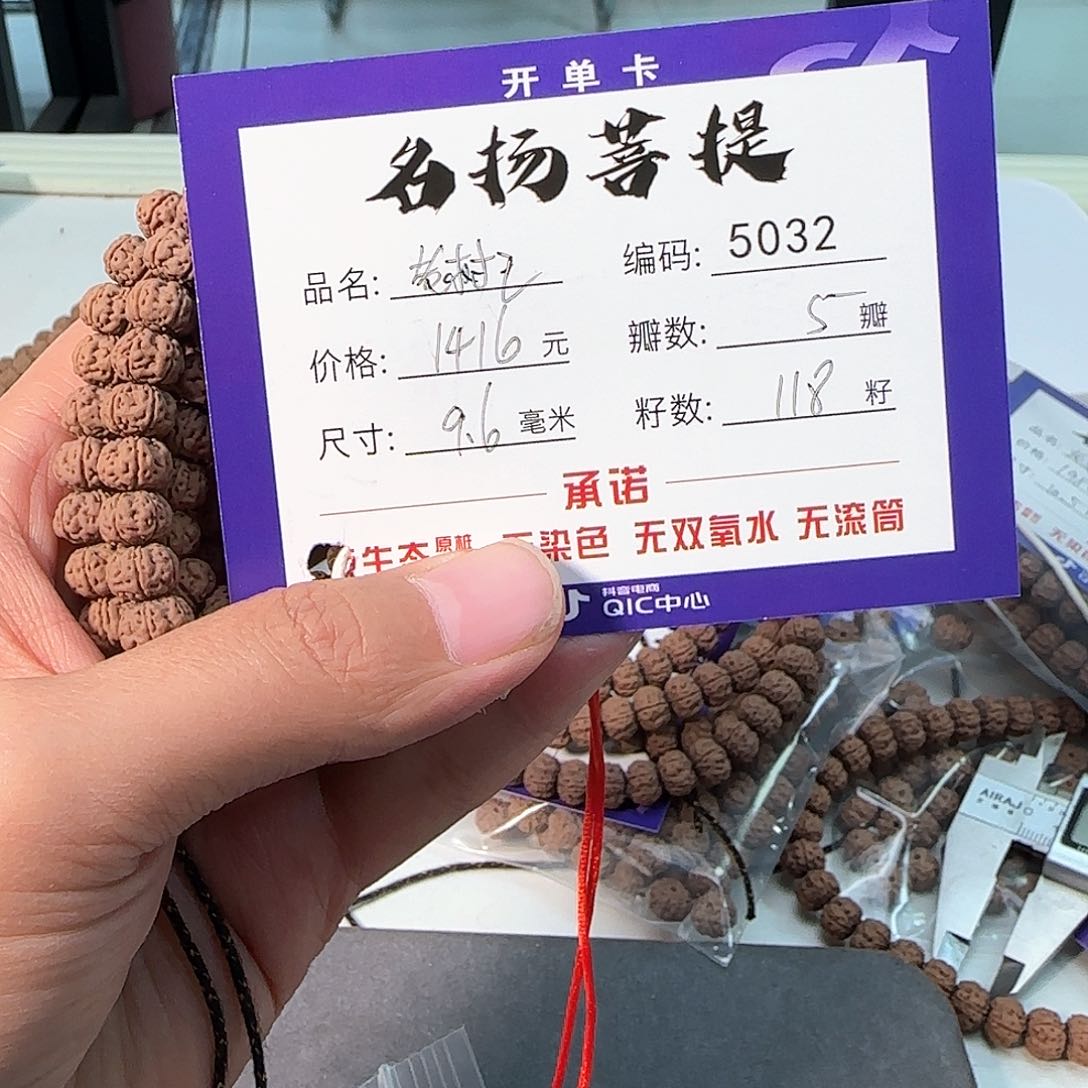 开单卡
名扬菩提
品名: 编码: 5032
价格: 1416 元 瓣数: 5 瓣
尺寸: 9.6 毫米 籽数: 118 籽
承诺
生态原桩 染色 无双氧水 无滚筒
抖音电商
QIC中心
AIRAJ